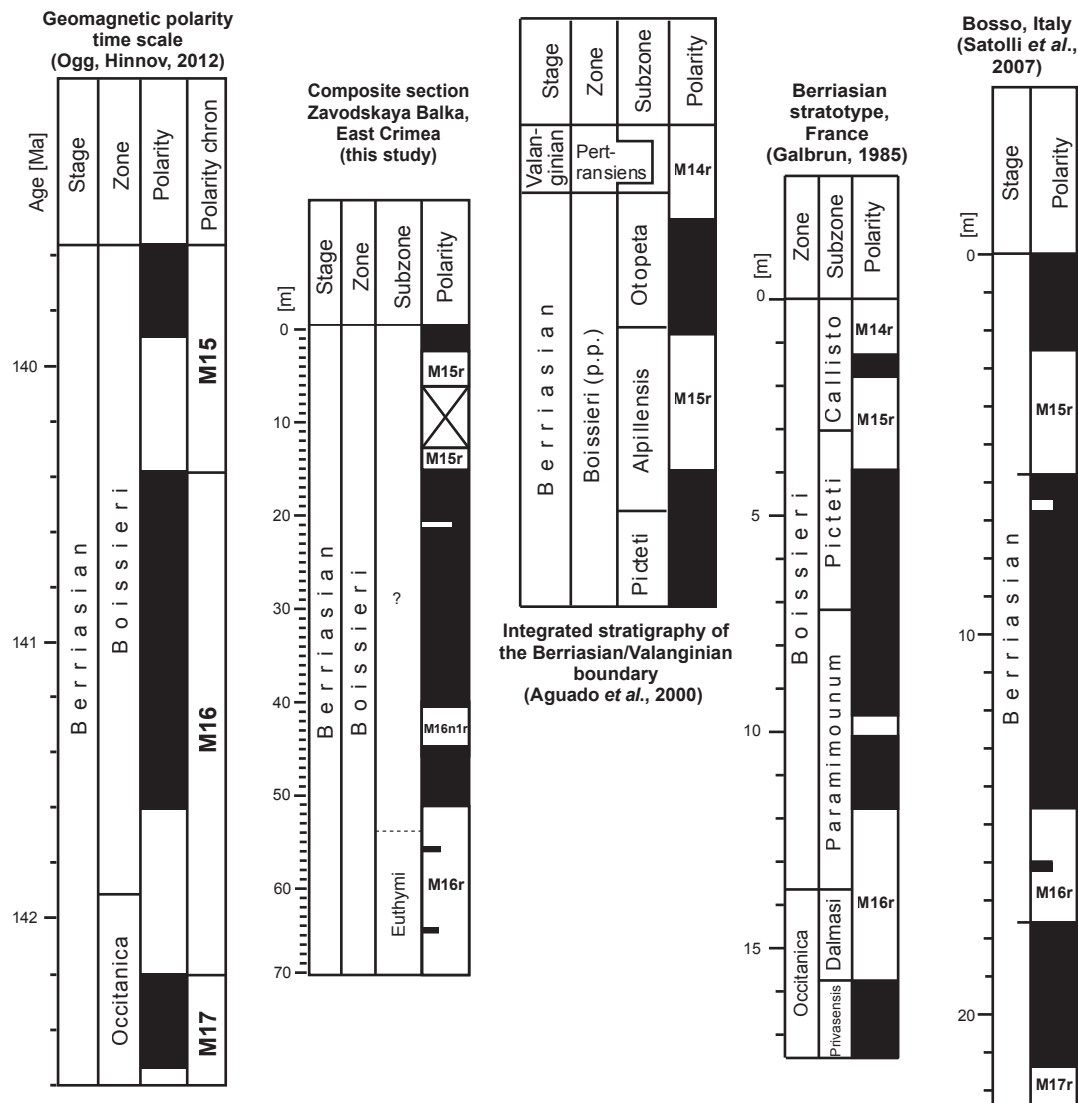 Geomagnetic polarity
time scale
(Ogg, Hinnov, 2012)
Age [Ma]
Stage
Zone
Polarity
Polarity chron
140
141
142
Berriasian
Boissieri
Occitanica
M15
M16
M17
Composite section
Zavodskaya Balka,
East Crimea
(this study)
[m]
Stage
Zone
Subzone
Polarity
0
10
20
30
40
50
60
70
Berriasian
Boissieri
?
Euthymi
M15r
M15r
M16n1r
M16r
Stage
Zone
Subzone
Polarity
Valan-
ginian
Pert-
ransiens
M14r
Berriasian
Boissieri (p.p.)
Otopeta
Alpillensis
Picteti
M15r
Integrated stratigraphy of
the Berriasian/Valanginian
boundary
(Aguado et al., 2000)
Berriasian
stratotype,
France
(Galbrun, 1985)
[m]
Zone
Subzone
Polarity
0
5
10
15
Boissieri
Occitanica
Callisto
Picteti
Paramimounum
Dalmasi
Privasensis
M14r
M15r
M16r
Bosso, Italy
(Satolli et al.,
2007)
[m]
Stage
Polarity
0
10
20
Berriasian
M15r
M16r
M17r